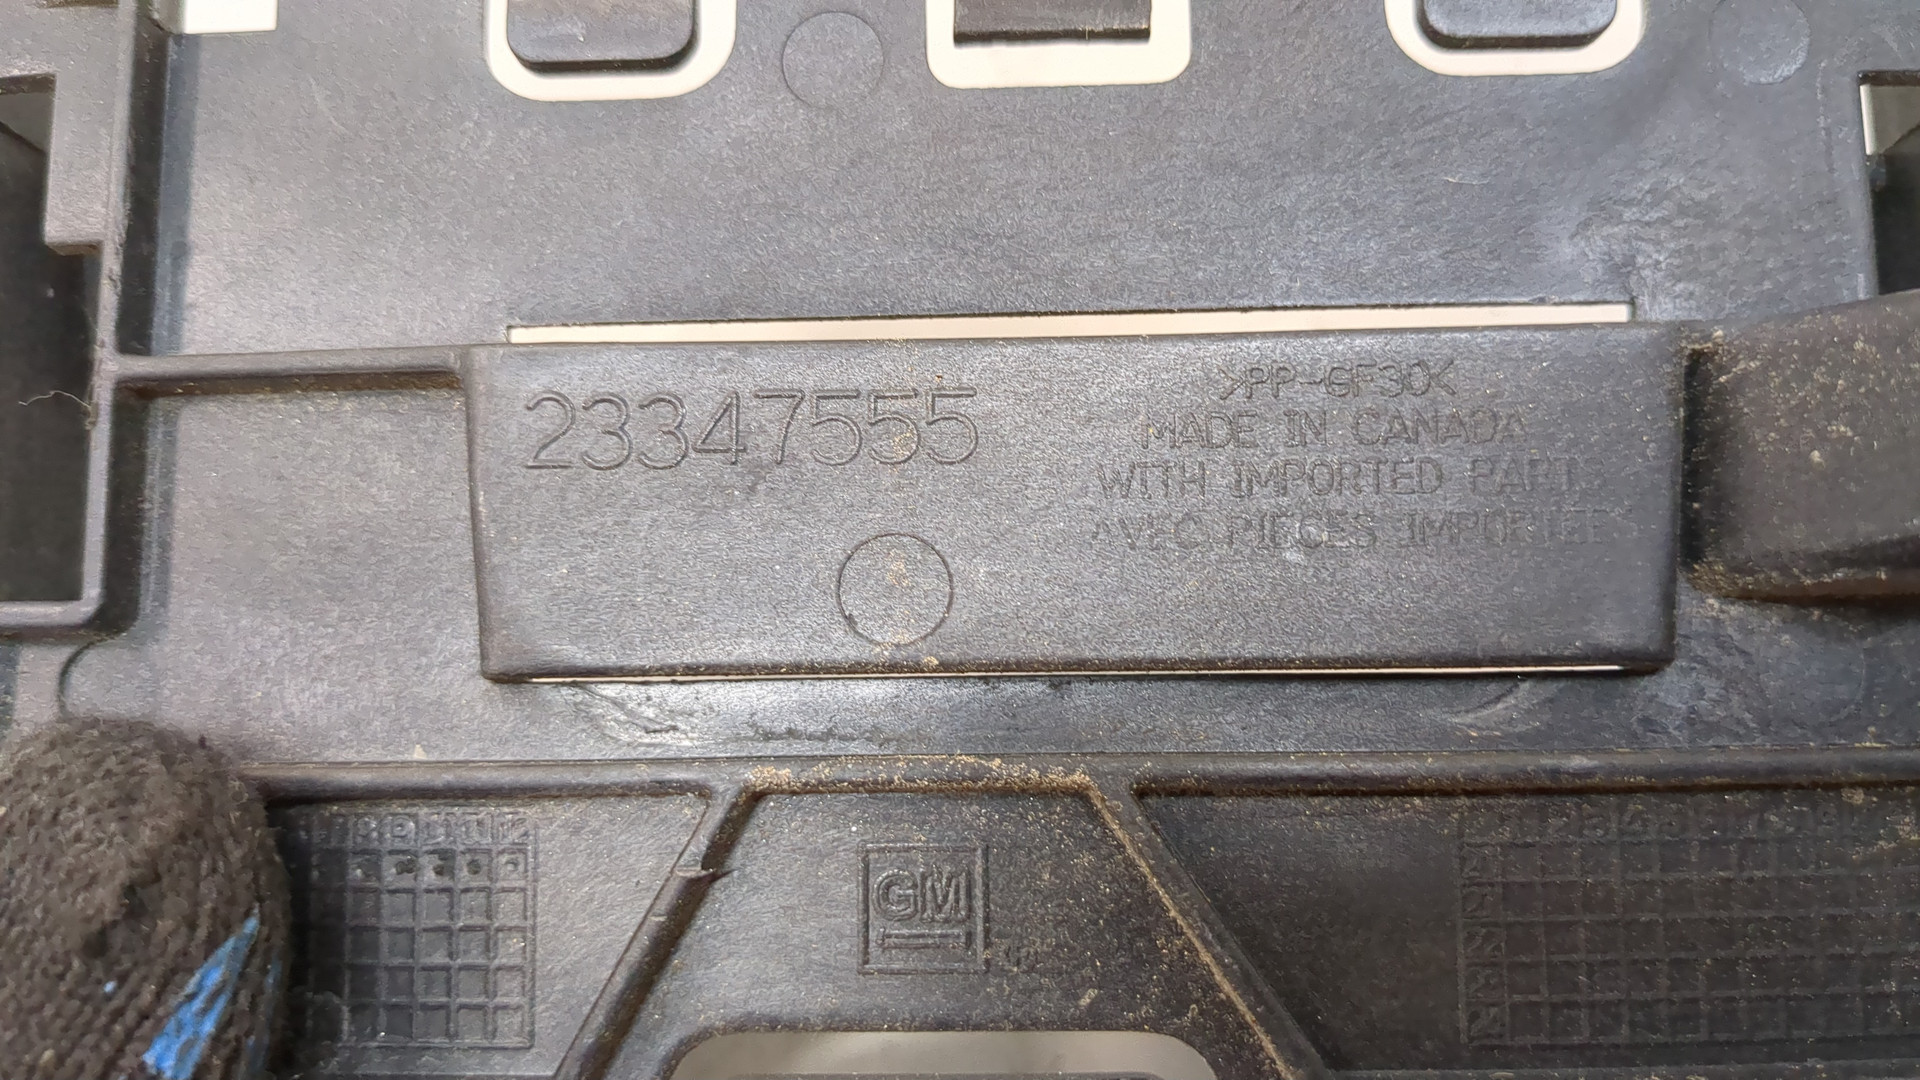 23347555
>PP-GF30<
MADE IN CANADA
WITH IMPORTED PARTS
AVEC PIECES IMPORTEES
GM